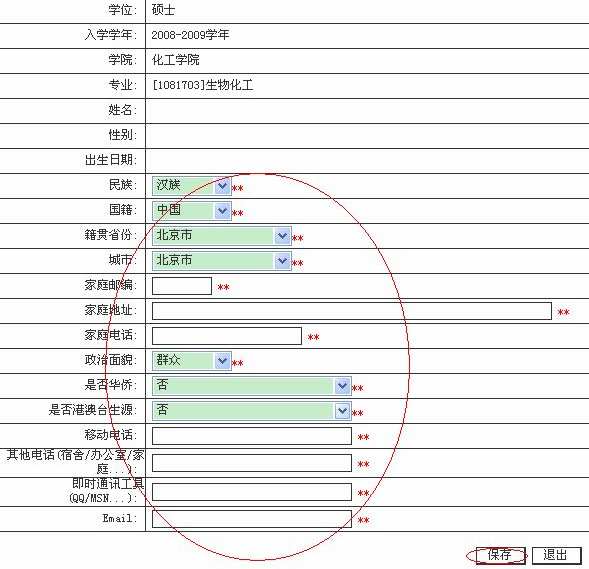 学位: 硕士
入学学年: 2008-2009学年
学院: 化工学院
专业: [1081703]生物化工
姓名:
性别:
出生日期:
民族: 汉族 **
国籍: 中国 **
籍贯省份: 北京市 **
城市: 北京市 **
家庭邮编: **
家庭地址: **
家庭电话: **
政治面貌: 群众 **
是否华侨: 否 **
是否港澳台生源: 否 **
移动电话: **
其他电话(宿舍/办公室/家
庭...): **
即时通讯工具
(QQ/MSN...): **
Email: **
保存 退出